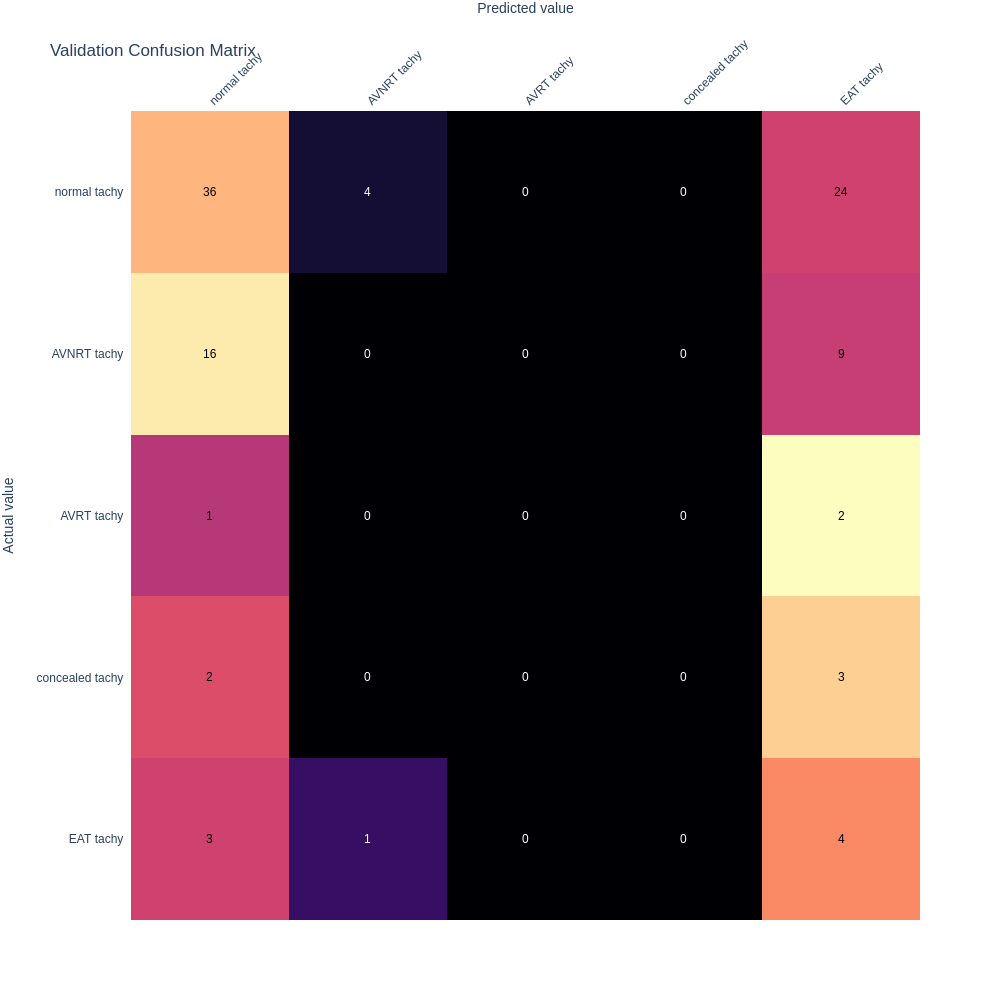 Predicted value
Validation Confusion Matrix
normal tachy
AVNRT tachy
AVRT tachy
concealed tachy
EAT tachy
normal tachy 36 4 0 0 24
AVNRT tachy 16 0 0 0 9
AVRT tachy 1 0 0 0 2
concealed tachy 2 0 0 0 3
EAT tachy 3 1 0 0 4
Actual value